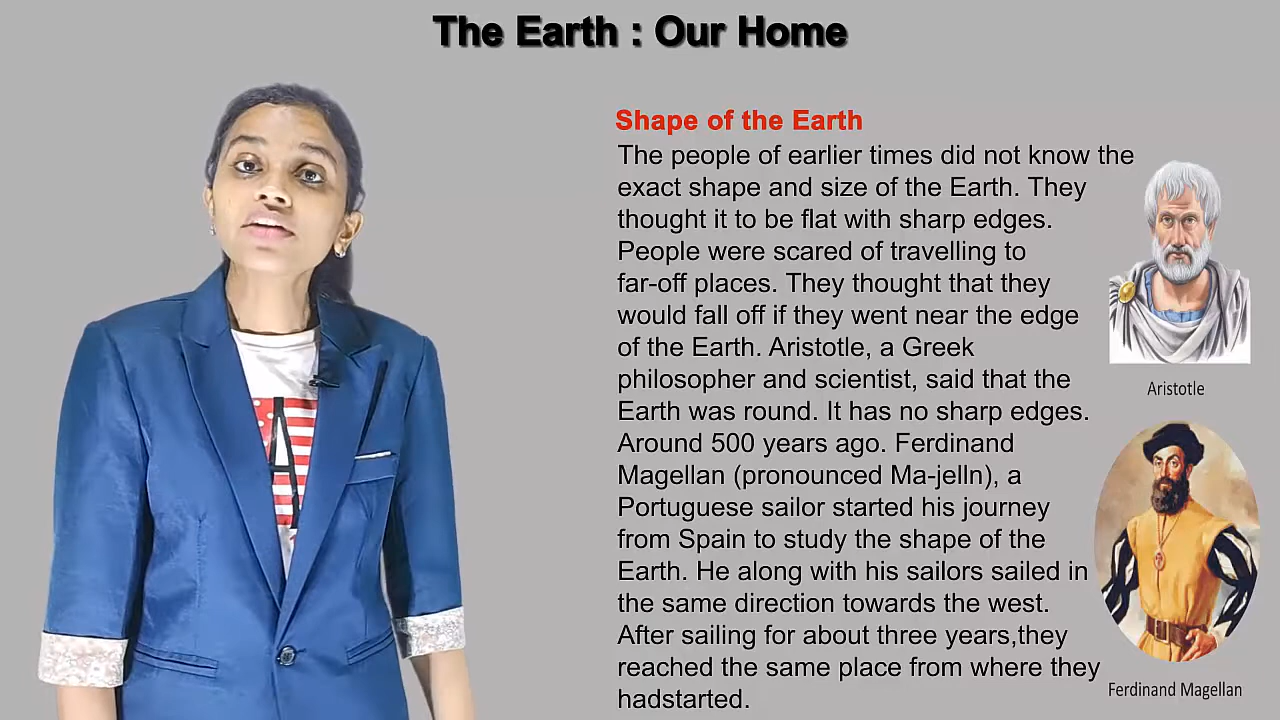 The Earth : Our Home
Shape of the Earth
The people of earlier times did not know the
exact shape and size of the Earth. They
thought it to be flat with sharp edges.
People were scared of travelling to
far-off places. They thought that they
would fall off if they went near the edge
of the Earth. Aristotle, a Greek
philosopher and scientist, said that the
Earth was round. It has no sharp edges.
Around 500 years ago. Ferdinand
Magellan (pronounced Ma-jelln), a
Portuguese sailor started his journey
from Spain to study the shape of the
Earth. He along with his sailors sailed in
the same direction towards the west.
After sailing for about three years,they
reached the same place from where they
hadstarted.
Aristotle
Ferdinand Magellan
A